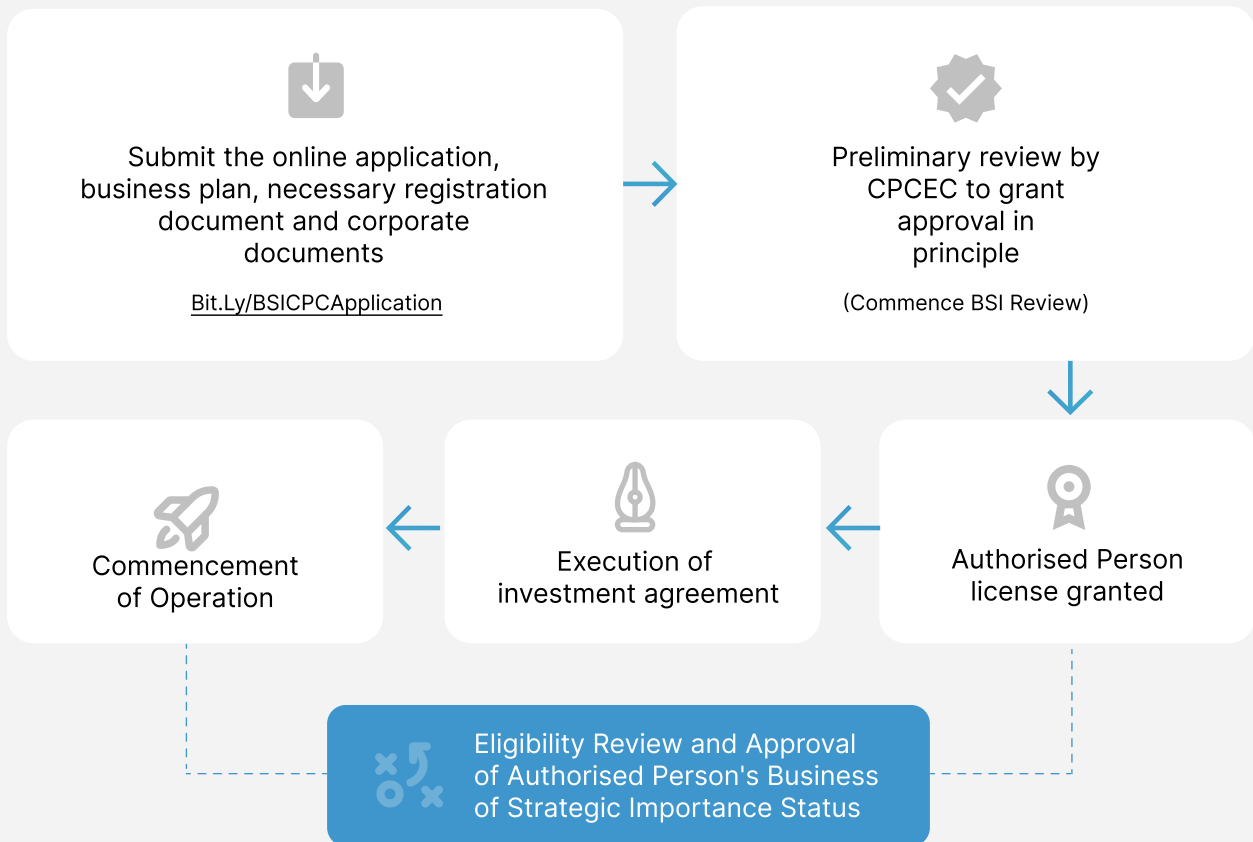 Submit the online application,
business plan, necessary registration
document and corporate
documents
Bit.Ly/BSICPCApplication
Preliminary review by
CPCEC to grant
approval in
principle
(Commence BSI Review)
Authorised Person
license granted
Execution of
investment agreement
Commencement
of Operation
Eligibility Review and Approval
of Authorised Person's Business
of Strategic Importance Status